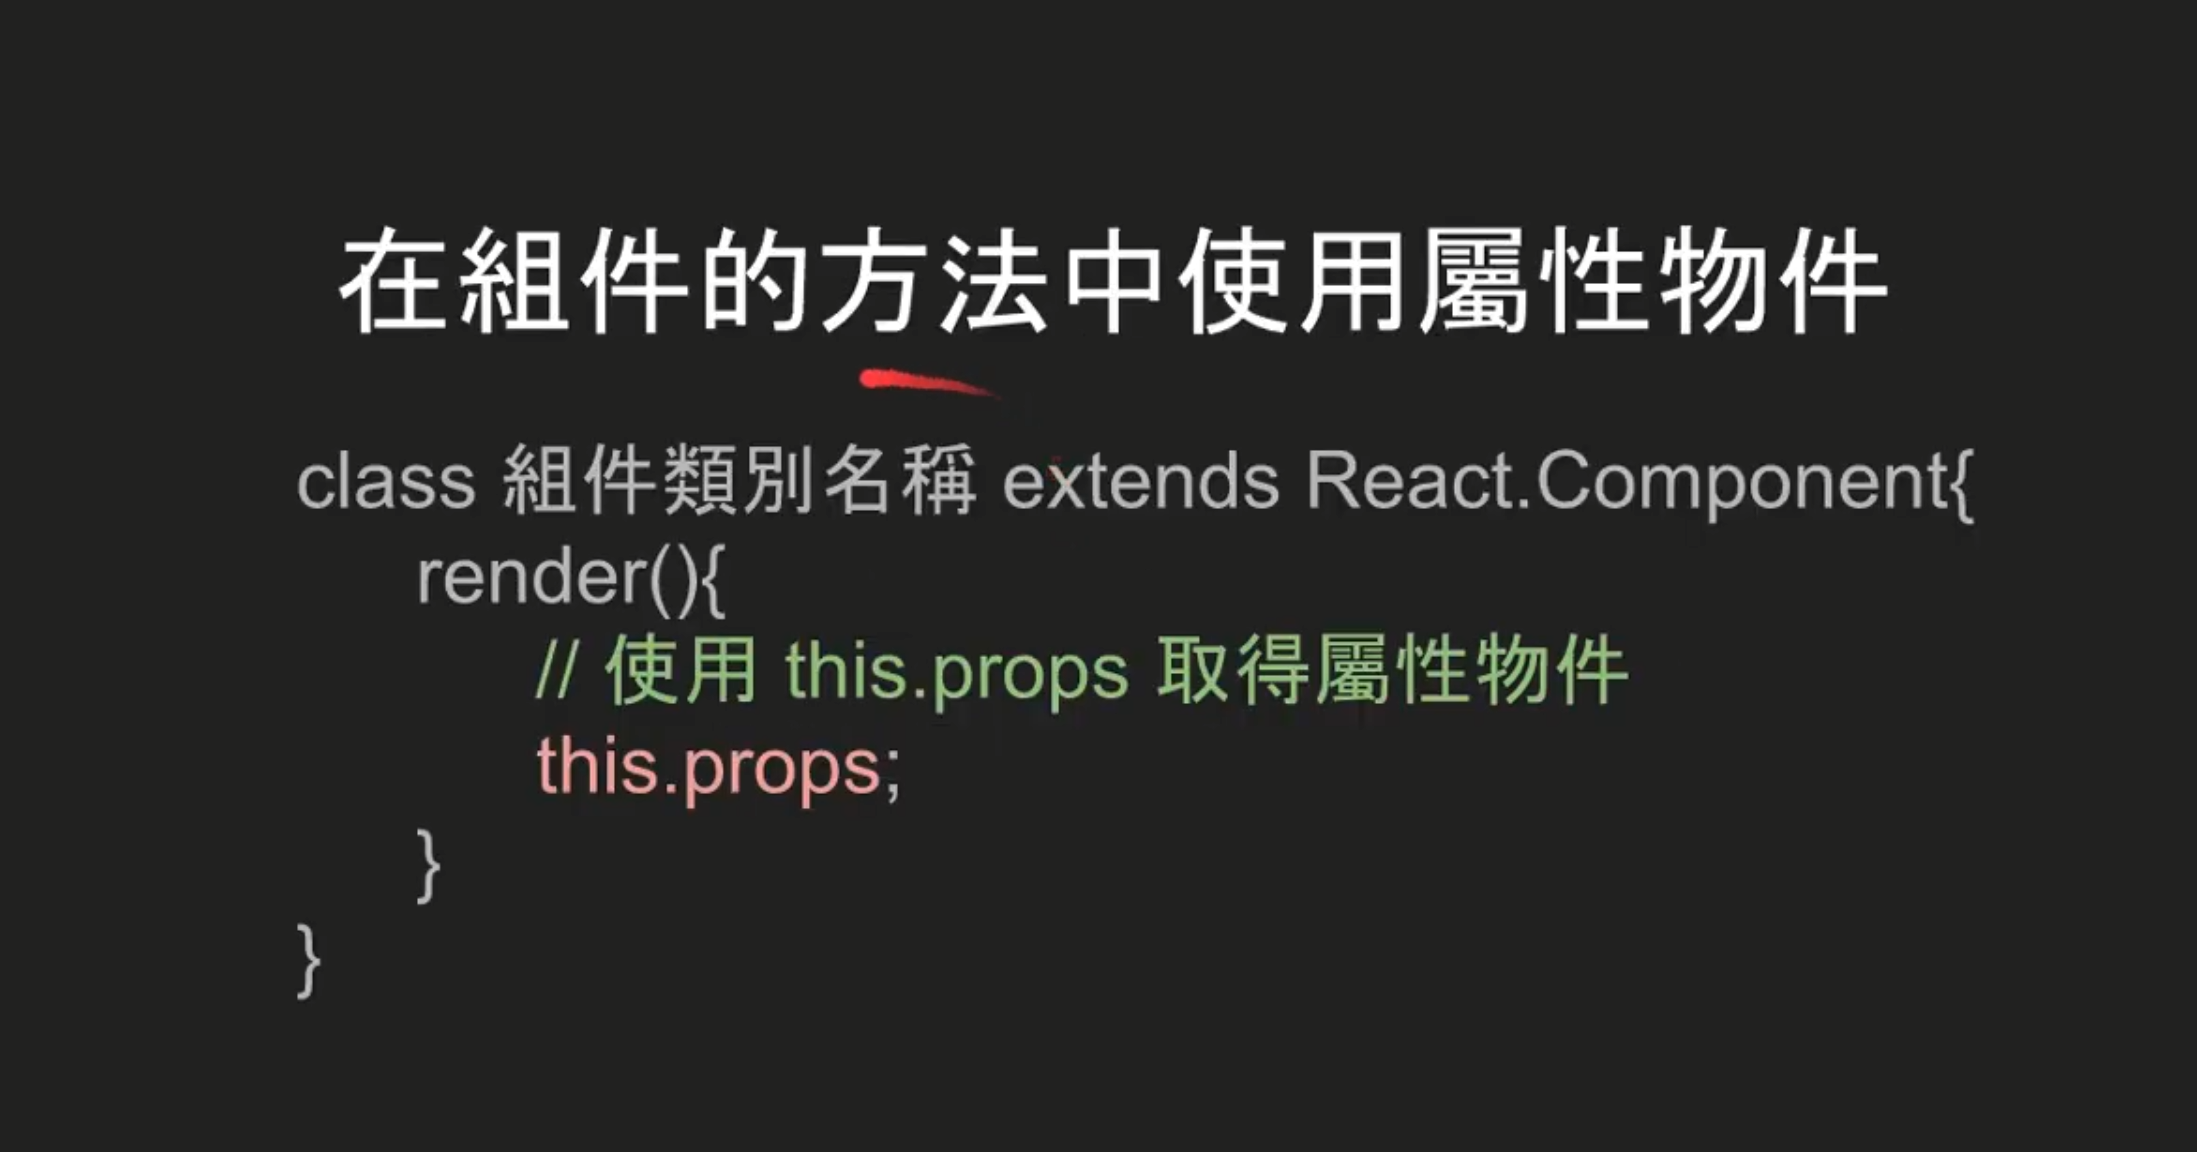 在組件的方法中使用屬性物件
class 組件類別名稱 extends React.Component{
render(){
// 使用 this.props 取得屬性物件
this.props;
}
}